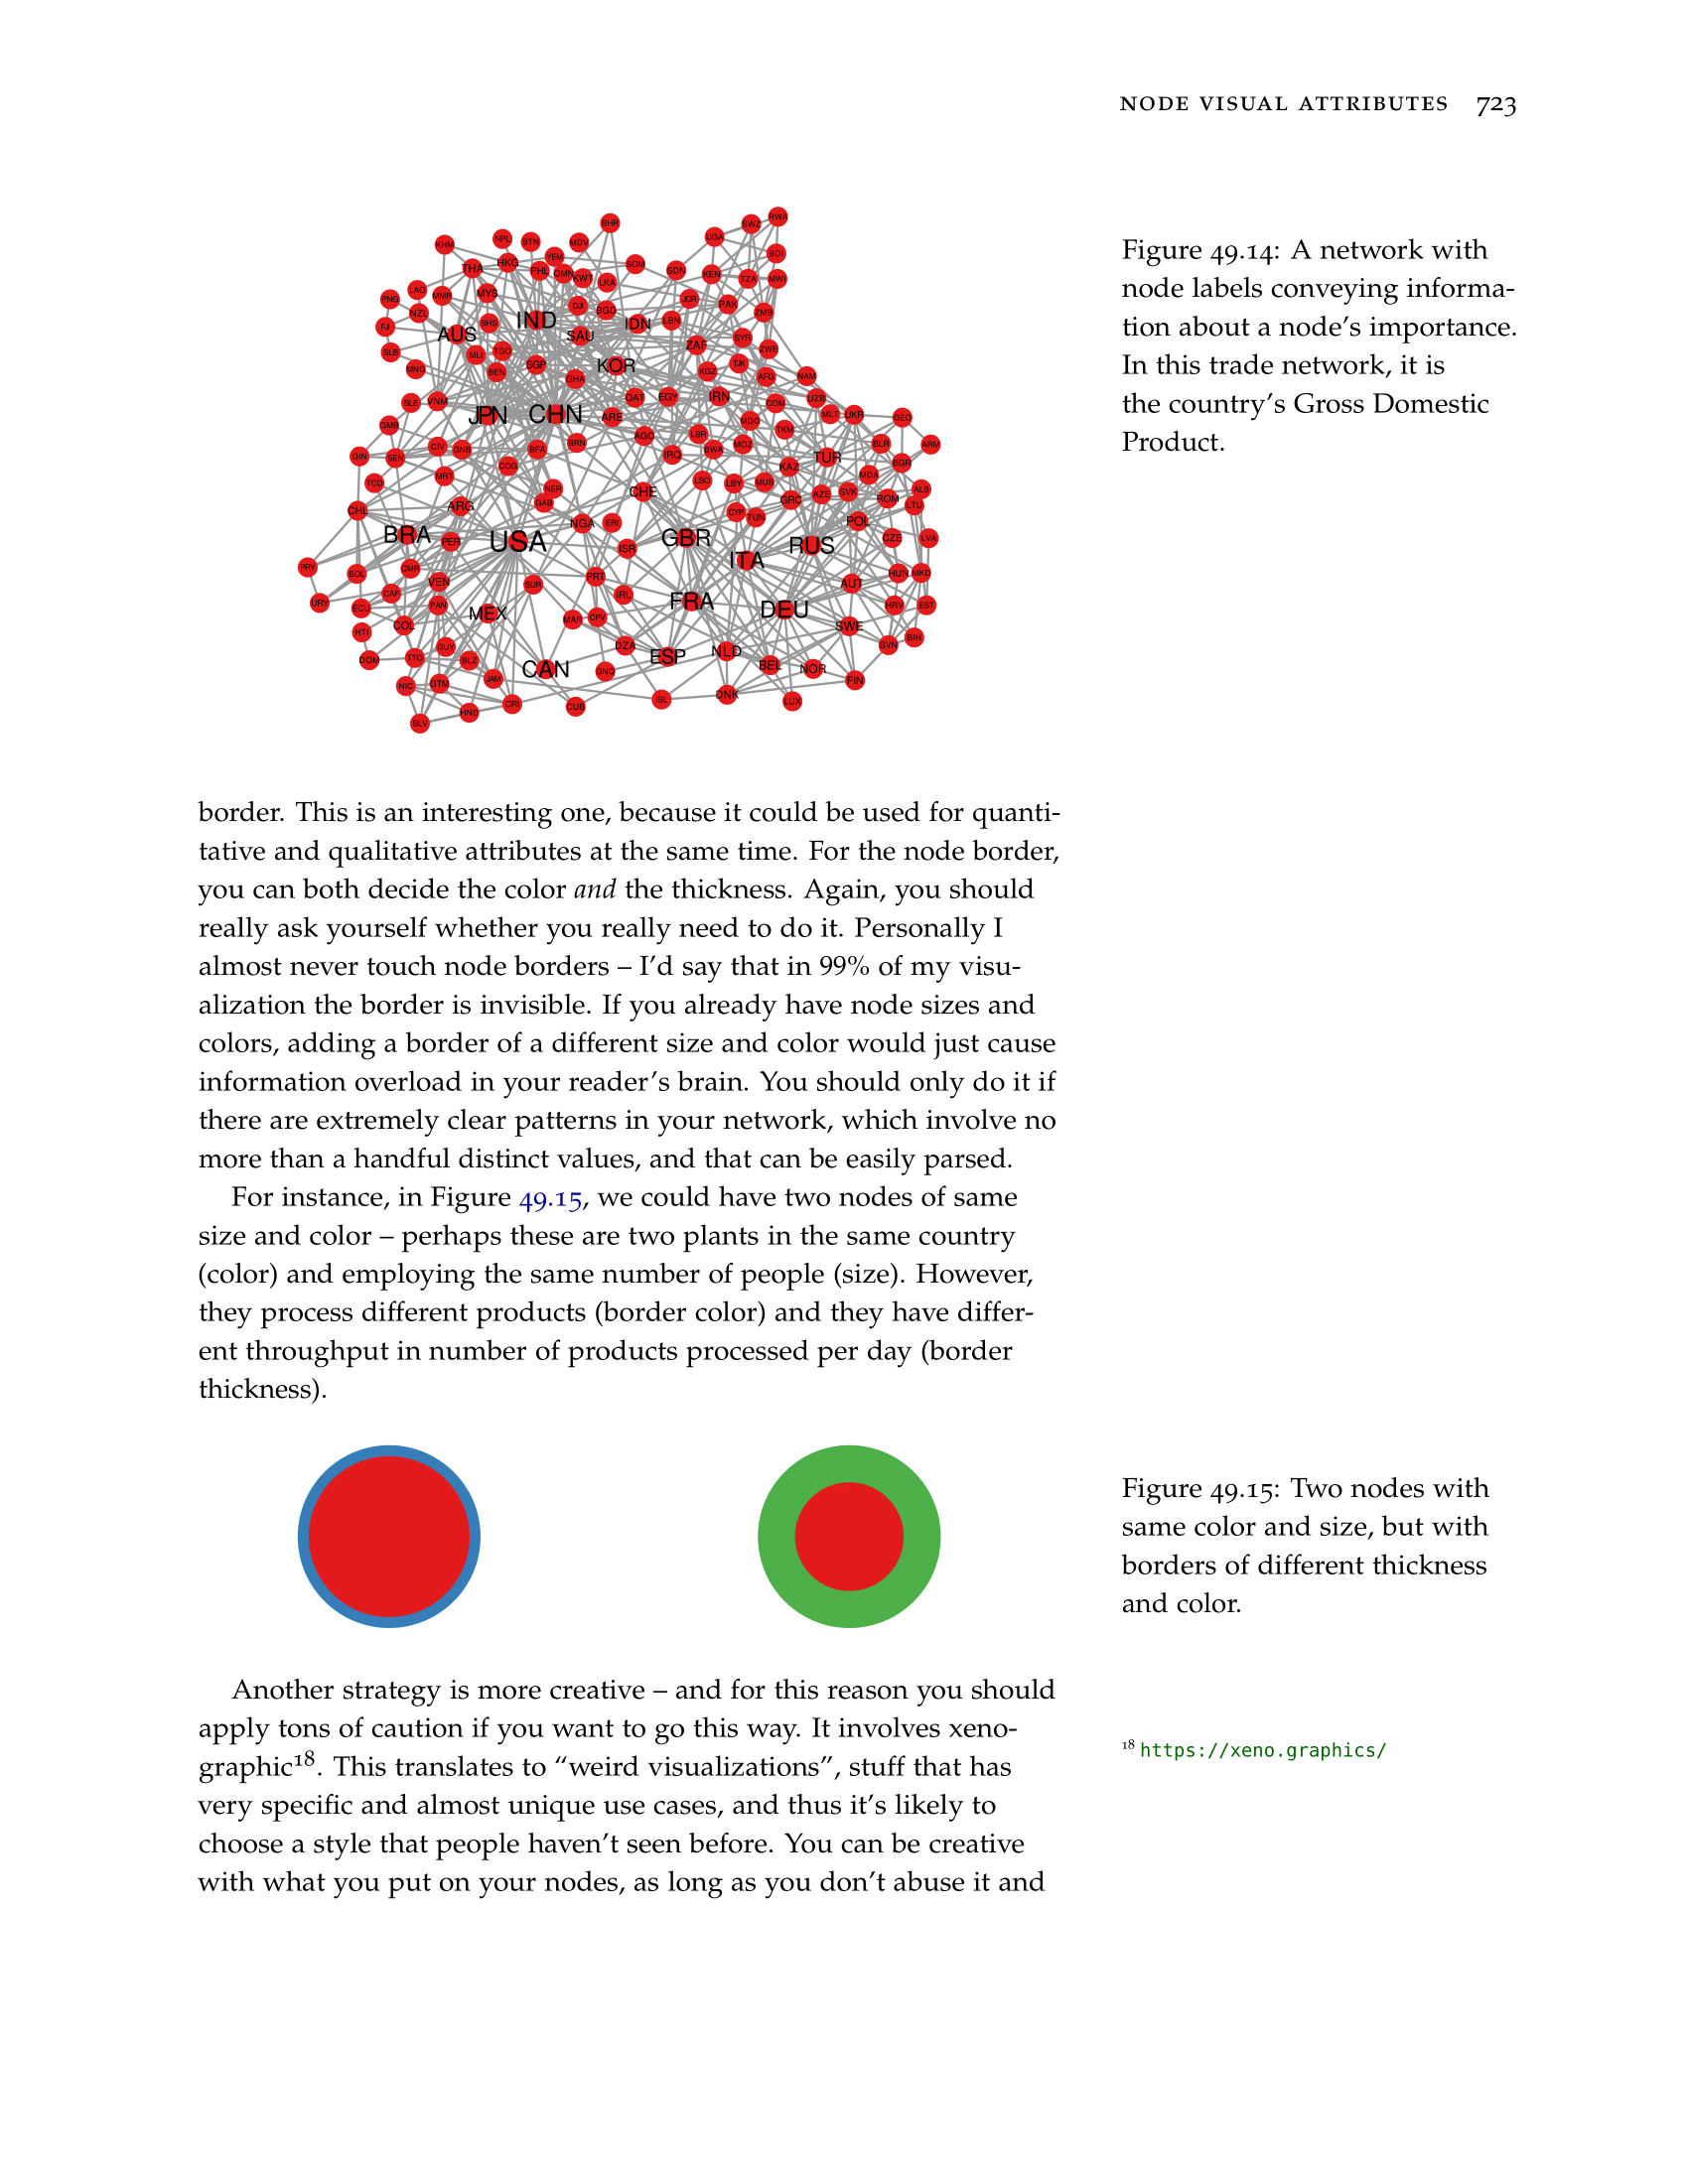 NODE VISUAL ATTRIBUTES 723
BHR
SWZ
RWA
UGA
BDI
KHM
NPL
BTN
MDV
YEM
THA
HKG
PHL
OMN
KWT
LKA
SOM
SDN
KEN
TZA
MWI
PNG
LAO
MMR
MYS
NZL
DJI
BGD
JOR
PAK
ZMB
FJI
AUS
BHS
IND
SAU
IDN
LBN
SYR
ZWE
SLB
MLI
TGO
ZAF
MNG
BEN
SGP
GHA
KOR
KGZ
TJK
AFG
NAM
SLE
VNM
JPN
CHN
ARE
QAT
EGY
IRN
COM
UZB
MLT
UKR
GEO
GMB
CIV
GNB
BFA
BRN
AGO
LBR
BWA
MDG
MOZ
TKM
BLR
ARM
GIN
SEN
MRT
COG
IRQ
KAZ
TUR
MDA
BGR
TCD
NER
GAB
CHE
LSO
LBY
MUS
GRC
AZE
SVK
ROM
ALB
LTU
CHL
ARG
NGA
ERI
CYP
TUN
POL
BRA
PER
USA
ISR
GBR
ITA
RUS
CZE
LVA
PRY
BOL
CMR
VEN
SUR
PRT
AUT
HUN
MKD
URY
ECU
CAF
PAN
MEX
MAR
CPV
IRL
FRA
DEU
HRV
EST
HTI
COL
GUY
DZA
SWE
SVN
BIH
DOM
TTO
BLZ
CAN
GNQ
ESP
NLD
BEL
NOR
FIN
NIC
GTM
JAM
SLV
HND
CRI
CUB
ISL
DNK
LUX
Figure 49.14: A network with
node labels conveying informa-
tion about a node's importance.
In this trade network, it is
the country's Gross Domestic
Product.
border. This is an interesting one, because it could be used for quanti-
tative and qualitative attributes at the same time. For the node border,
you can both decide the color and the thickness. Again, you should
really ask yourself whether you really need to do it. Personally I
almost never touch node borders – I'd say that in 99% of my visu-
alization the border is invisible. If you already have node sizes and
colors, adding a border of a different size and color would just cause
information overload in your reader's brain. You should only do it if
there are extremely clear patterns in your network, which involve no
more than a handful distinct values, and that can be easily parsed.
For instance, in Figure 49.15, we could have two nodes of same
size and color – perhaps these are two plants in the same country
(color) and employing the same number of people (size). However,
they process different products (border color) and they have differ-
ent throughput in number of products processed per day (border
thickness).
Figure 49.15: Two nodes with
same color and size, but with
borders of different thickness
and color.
Another strategy is more creative – and for this reason you should
apply tons of caution if you want to go this way. It involves xeno-
graphic18. This translates to “weird visualizations”, stuff that has
very specific and almost unique use cases, and thus it's likely to
choose a style that people haven't seen before. You can be creative
with what you put on your nodes, as long as you don't abuse it and
18 https://xeno.graphics/